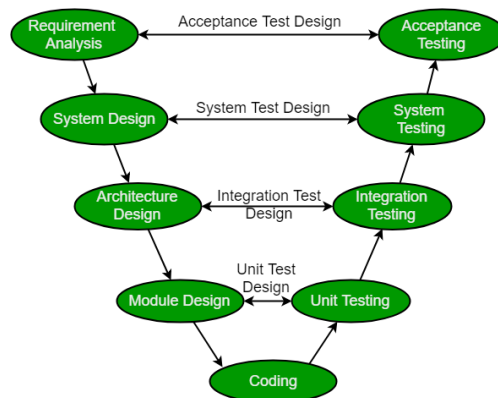 Requirement
Analysis
Acceptance Test Design
Acceptance
Testing
System Design
System Test Design
System
Testing
Architecture
Design
Integration Test
Design
Integration
Testing
Module Design
Unit Test
Design
Unit Testing
Coding